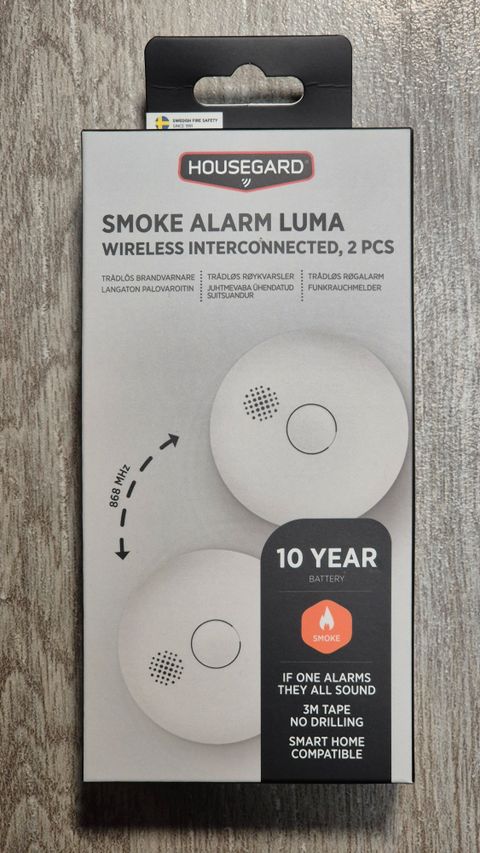 SWEDISH FIRE SAFETY
SINCE 1991
HOUSEGARD®
SMOKE ALARM LUMA
WIRELESS INTERCONNECTED, 2 PCS
TRÅDLÖS BRANDVARNARE
LANGATON PALOVAROITIN
TRÅDLØS RØYKVARSLER
JUHTMEVABA ÜHENDATUD
SUITSUANDUR
TRÅDLØS RØGALARM
FUNKRAUCHMELDER
868 MHz
10 YEAR
BATTERY
SMOKE
IF ONE ALARMS
THEY ALL SOUND
3M TAPE
NO DRILLING
SMART HOME
COMPATIBLE